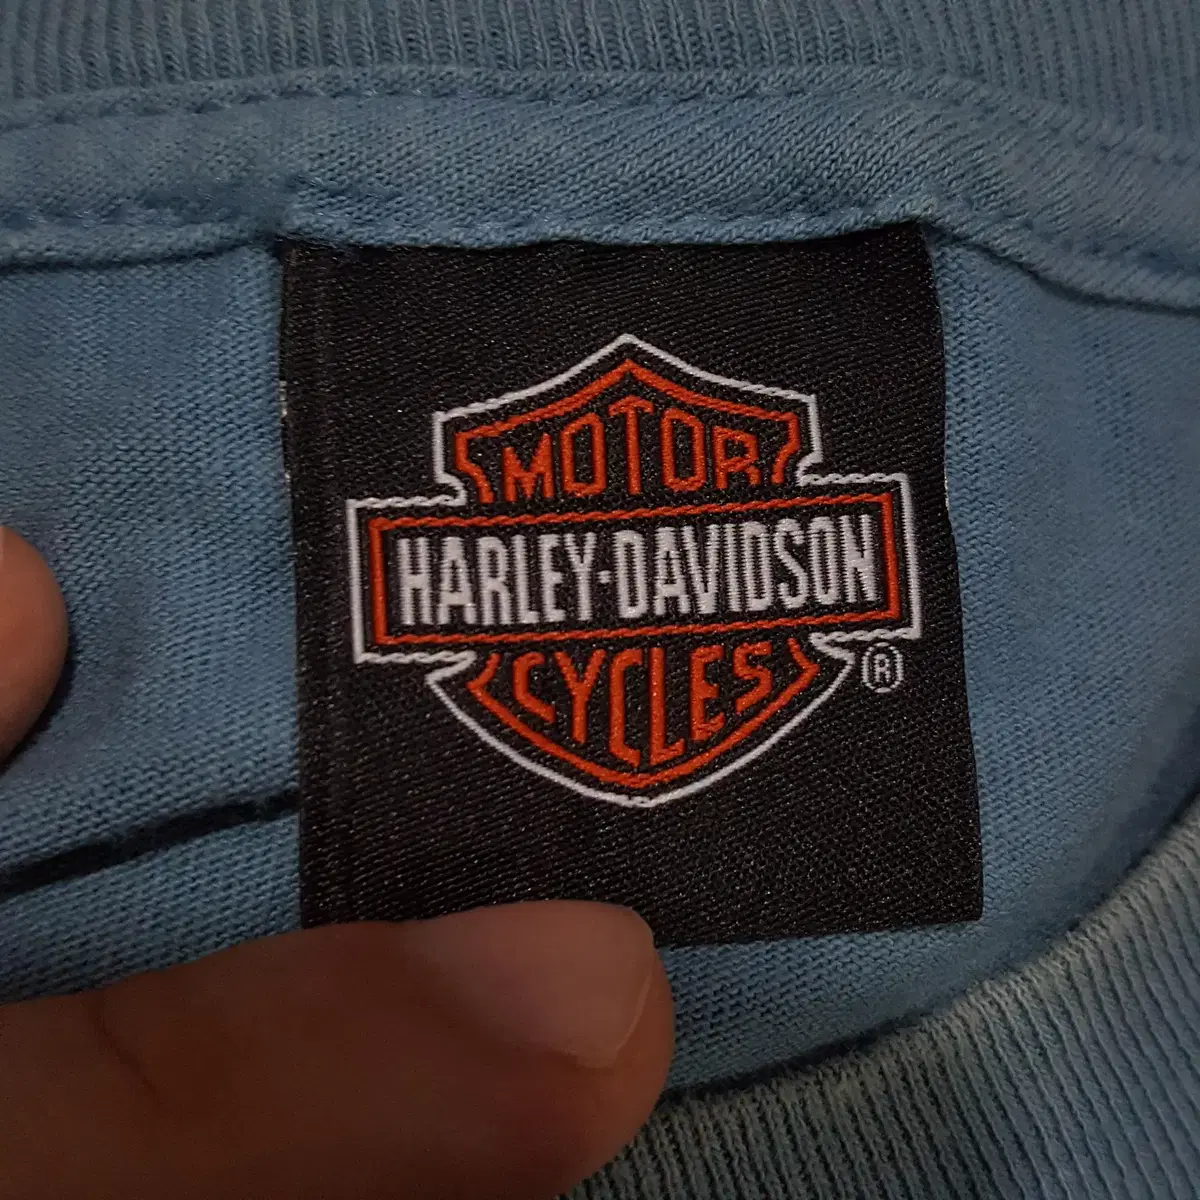 MOTOR
HARLEY-DAVIDSON
CYCLES
®